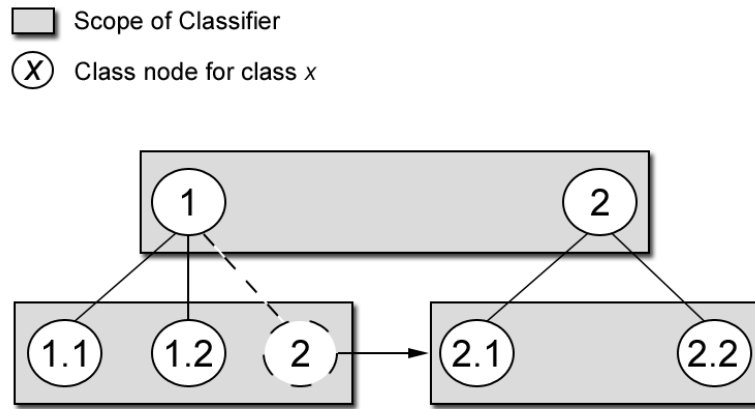 Scope of Classifier
X Class node for class x
1 2
1.1 1.2 2 2.1 2.2